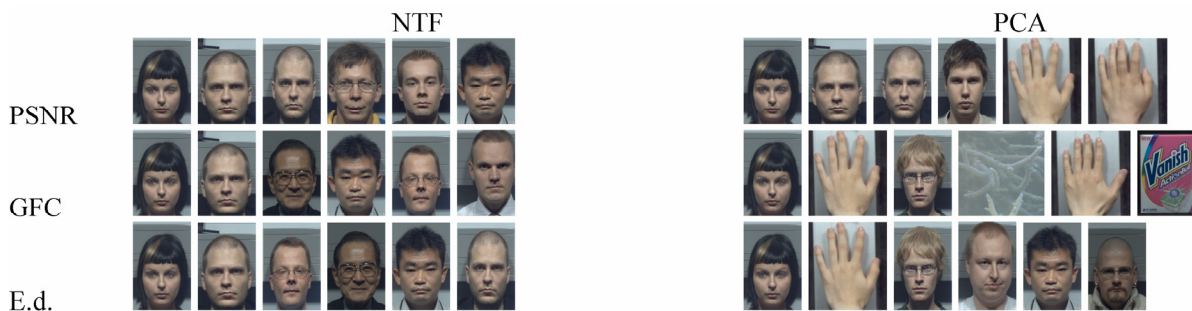 NTF PCA
PSNR
GFC
Vanish
E.d.